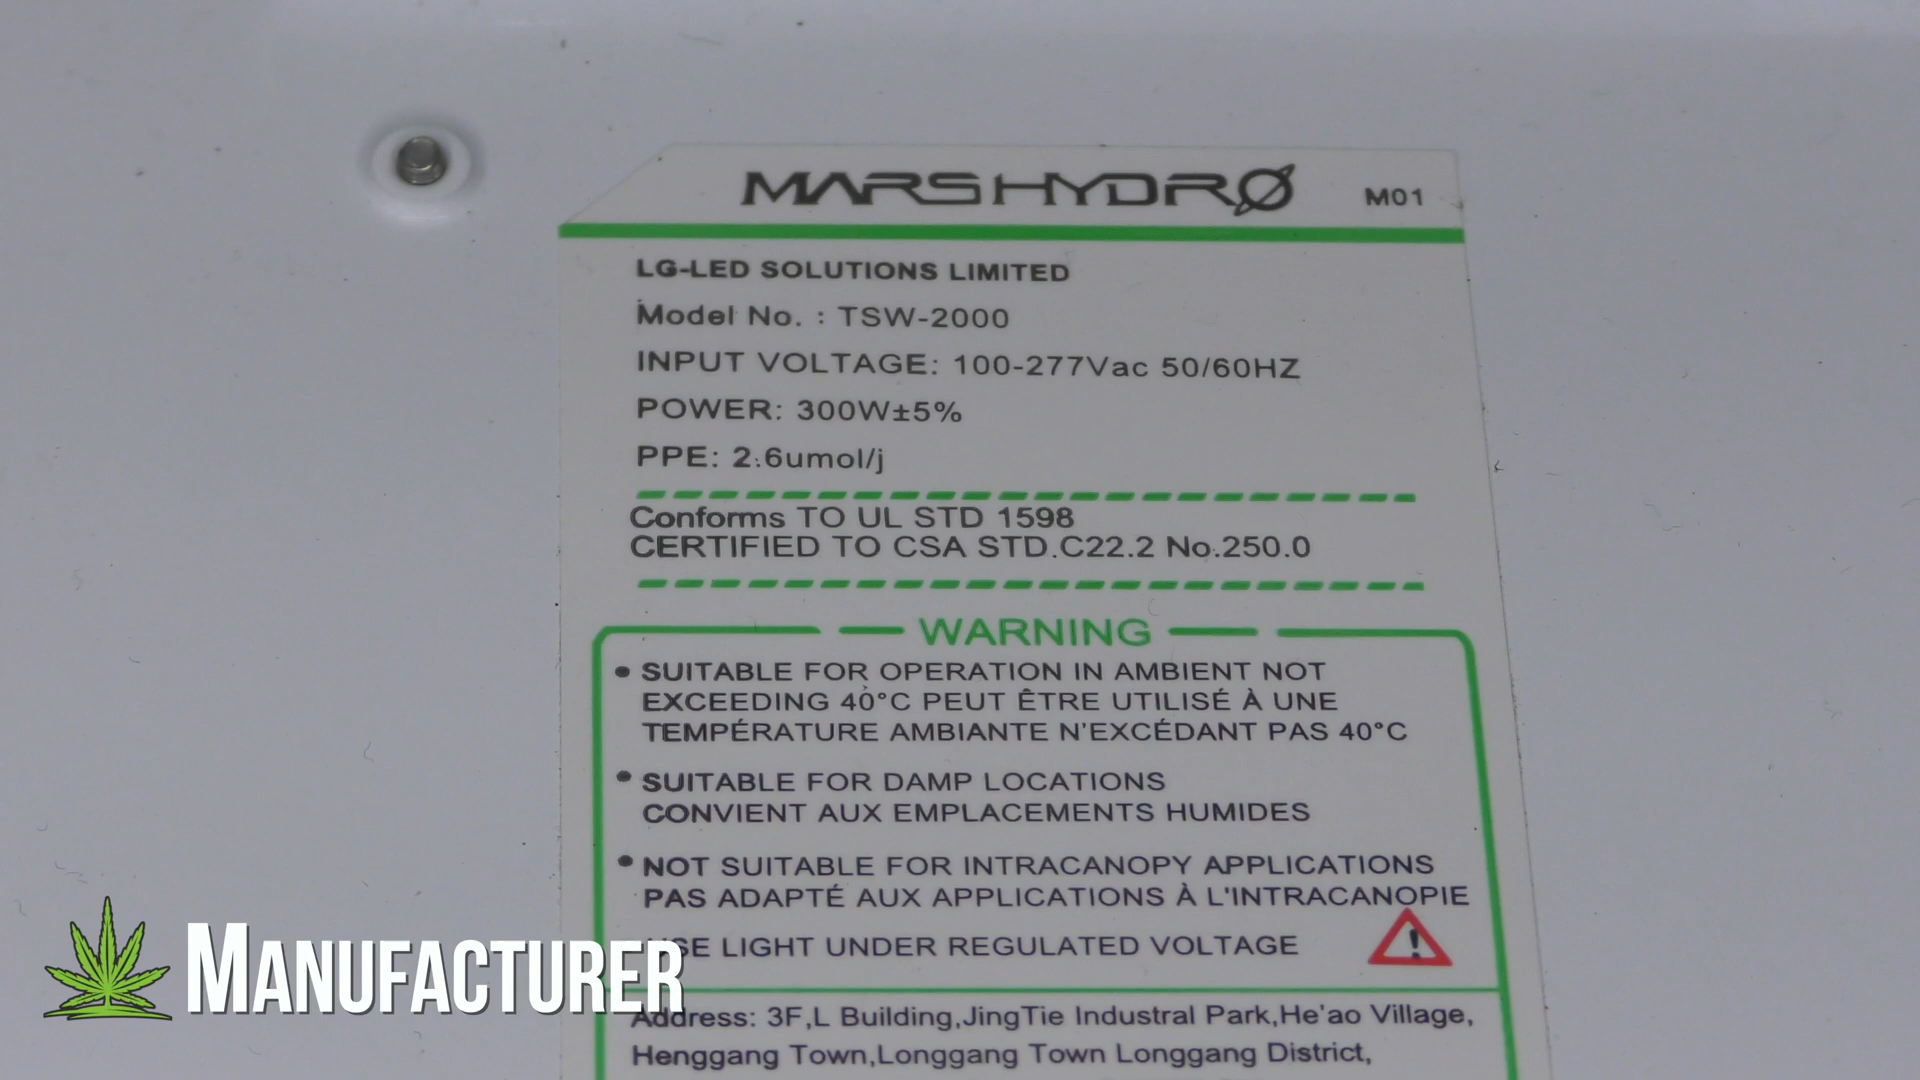 MARS HYDRO M01
LG-LED SOLUTIONS LIMITED
Model No. : TSW-2000
INPUT VOLTAGE: 100-277Vac 50/60HZ
POWER: 300W±5%
PPE: 2.6umol/j
Conforms TO UL STD 1598
CERTIFIED TO CSA STD.C22.2 No.250.0
WARNING
• SUITABLE FOR OPERATION IN AMBIENT NOT
EXCEEDING 40°C PEUT ÊTRE UTILISÉ À UNE
TEMPÉRATURE AMBIANTE N'EXCÉDANT PAS 40°C
• SUITABLE FOR DAMP LOCATIONS
CONVIENT AUX EMPLACEMENTS HUMIDES
• NOT SUITABLE FOR INTRACANOPY APPLICATIONS
PAS ADAPTÉ AUX APPLICATIONS À L'INTRACANOPIE
USE LIGHT UNDER REGULATED VOLTAGE
Address: 3F,L Building,JingTie Industral Park,He'ao Village,
Henggang Town,Longgang Town Longgang District,
MANUFACTURER